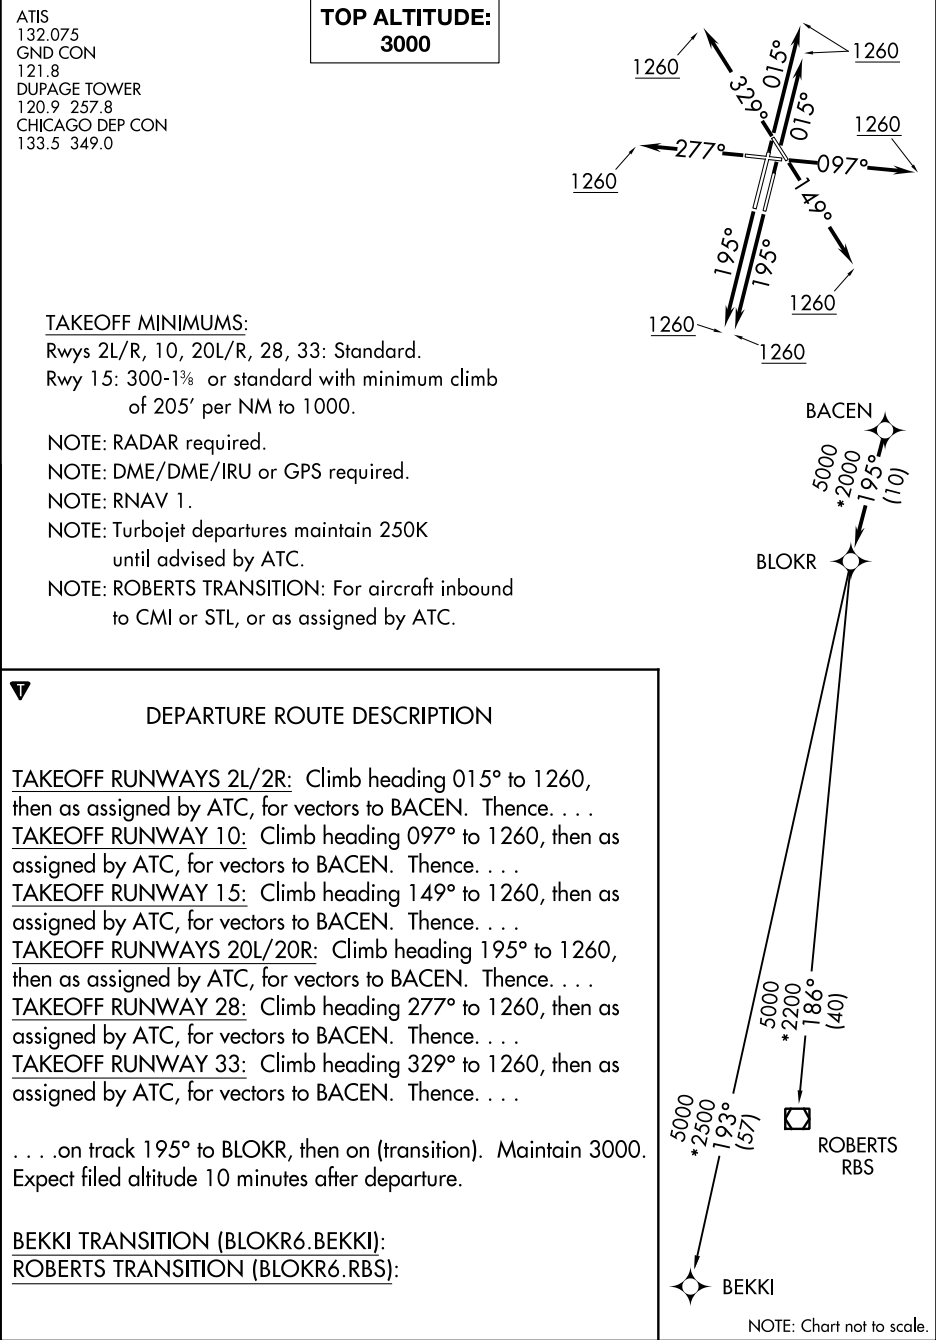 ATIS
132.075
GND CON
121.8
DUPAGE TOWER
120.9 257.8
CHICAGO DEP CON
133.5 349.0
TOP ALTITUDE:
3000
1260
1260
1260
1260
1260
1260
1260
015°
015°
329°
277°
097°
149°
195°
195°
TAKEOFF MINIMUMS:
Rwys 2L/R, 10, 20L/R, 28, 33: Standard.
Rwy 15: 300-1⅜ or standard with minimum climb
of 205' per NM to 1000.
NOTE: RADAR required.
NOTE: DME/DME/IRU or GPS required.
NOTE: RNAV 1.
NOTE: Turbojet departures maintain 250K
until advised by ATC.
NOTE: ROBERTS TRANSITION: For aircraft inbound
to CMI or STL, or as assigned by ATC.
BACEN
5000
*2000
195°
(10)
BLOKR
T
DEPARTURE ROUTE DESCRIPTION
TAKEOFF RUNWAYS 2L/2R: Climb heading 015° to 1260,
then as assigned by ATC, for vectors to BACEN. Thence. . . .
TAKEOFF RUNWAY 10: Climb heading 097° to 1260, then as
assigned by ATC, for vectors to BACEN. Thence. . . .
TAKEOFF RUNWAY 15: Climb heading 149° to 1260, then as
assigned by ATC, for vectors to BACEN. Thence. . . .
TAKEOFF RUNWAYS 20L/20R: Climb heading 195° to 1260,
then as assigned by ATC, for vectors to BACEN. Thence. . . .
TAKEOFF RUNWAY 28: Climb heading 277° to 1260, then as
assigned by ATC, for vectors to BACEN. Thence. . . .
TAKEOFF RUNWAY 33: Climb heading 329° to 1260, then as
assigned by ATC, for vectors to BACEN. Thence. . . .
. . . .on track 195° to BLOKR, then on (transition). Maintain 3000.
Expect filed altitude 10 minutes after departure.
BEKKI TRANSITION (BLOKR6.BEKKI):
ROBERTS TRANSITION (BLOKR6.RBS):
5000
*2200
186°
(40)
5000
*2500
193°
(57)
ROBERTS
RBS
BEKKI
NOTE: Chart not to scale.